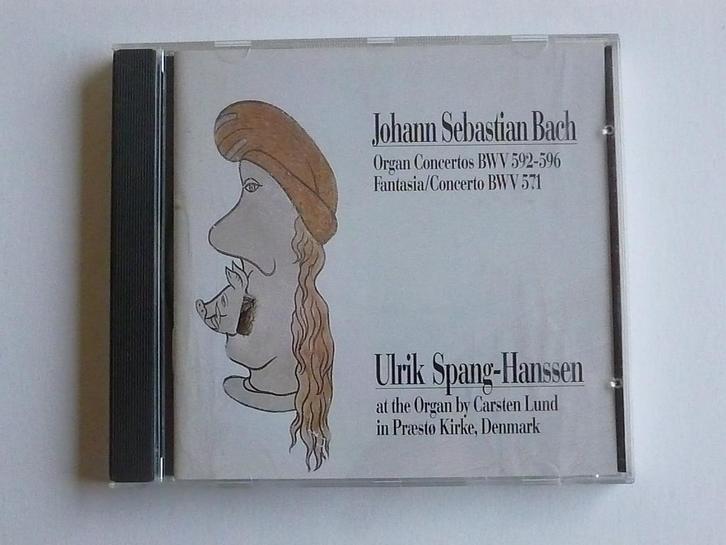 Johann Sebastian Bach
Organ Concertos BWV 592-596
Fantasia/Concerto BWV 571
Ulrik Spang-Hanssen
at the Organ by Carsten Lund
in Præstø Kirke, Denmark